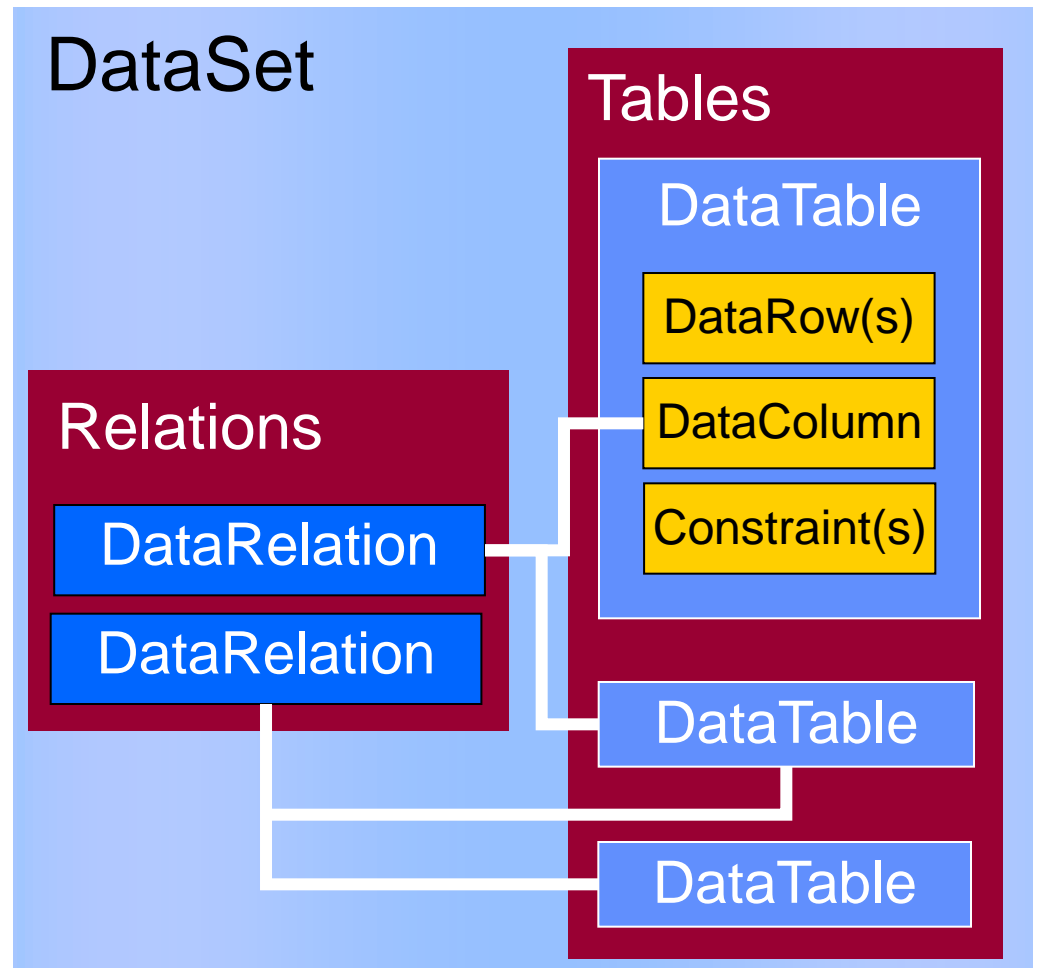 DataSet
Tables
DataTable
DataRow(s)
DataColumn
Constraint(s)
Relations
DataRelation
DataRelation
DataTable
DataTable